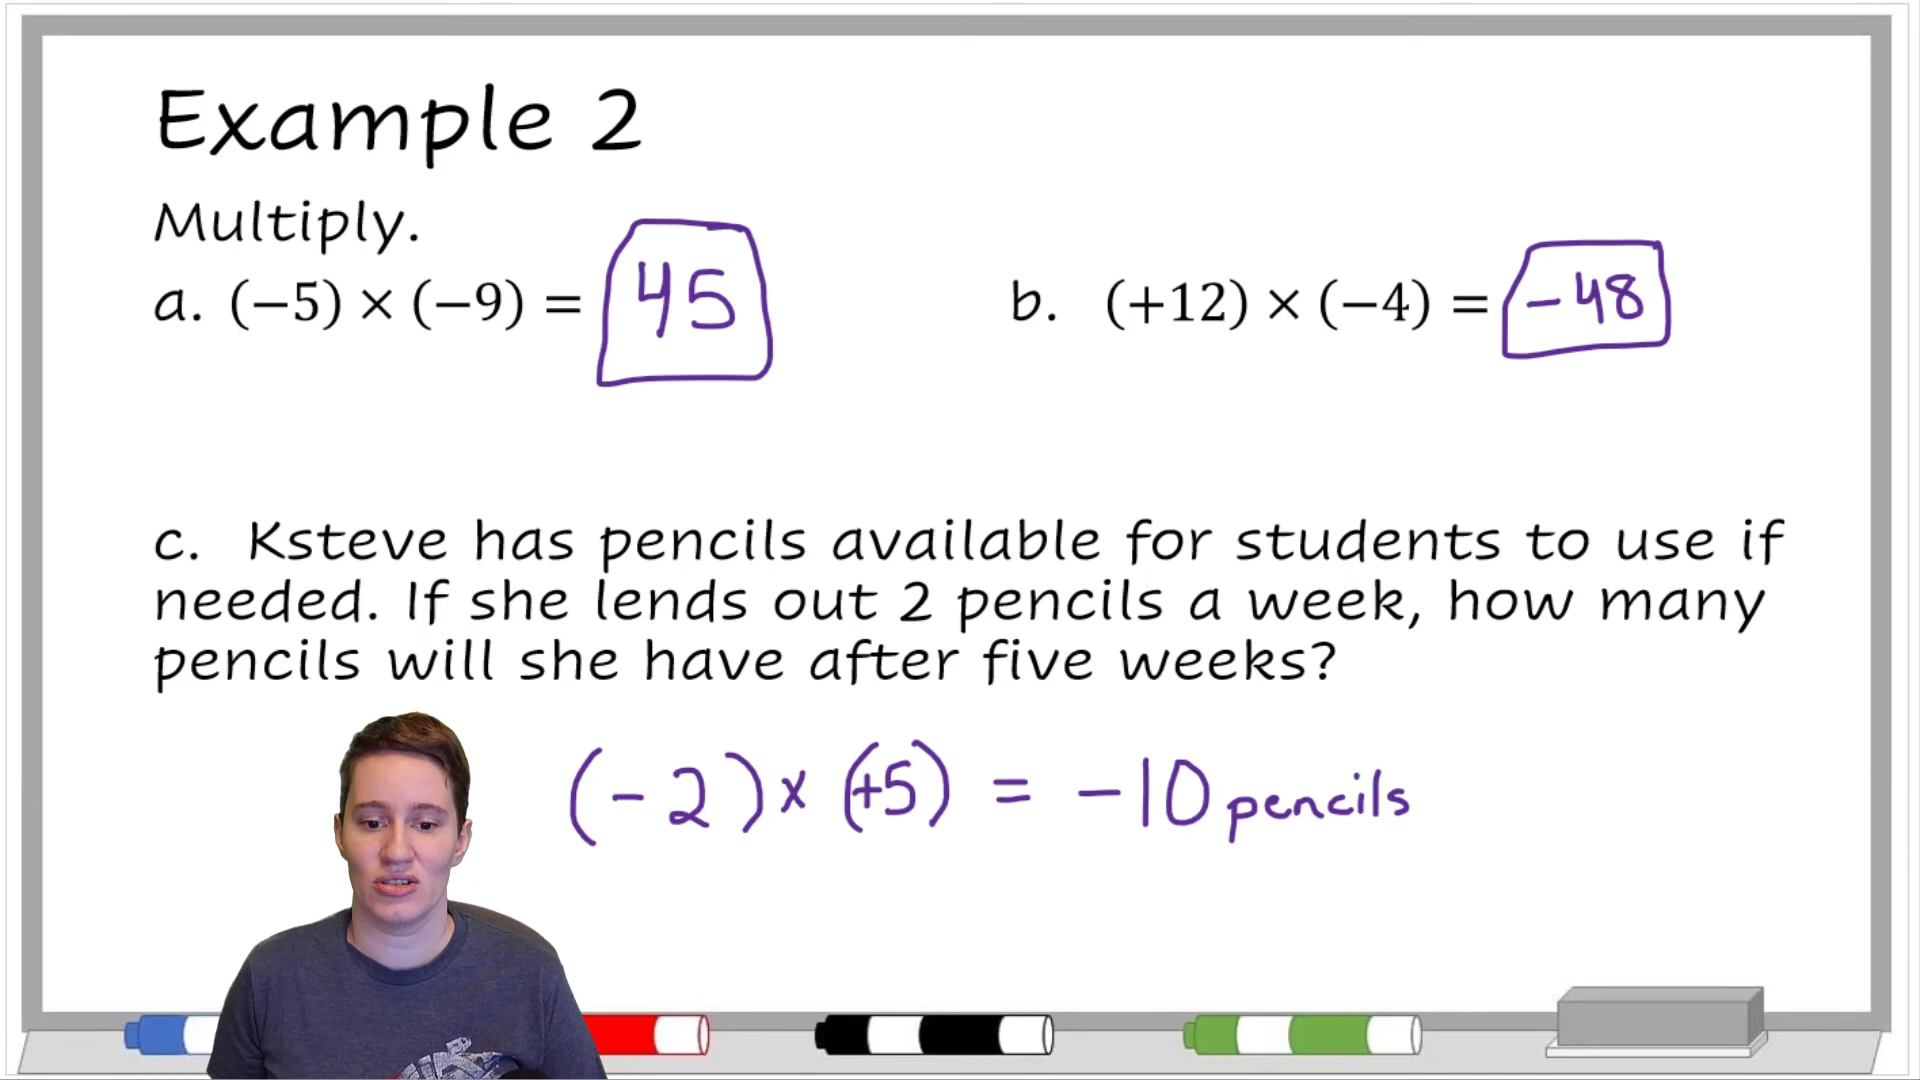 Example 2
Multiply.
a. (−5) × (−9) = 45
b. (+12) × (−4) = −48
c. Ksteve has pencils available for students to use if
needed. If she lends out 2 pencils a week, how many
pencils will she have after five weeks?
(−2) × (+5) = −10 pencils